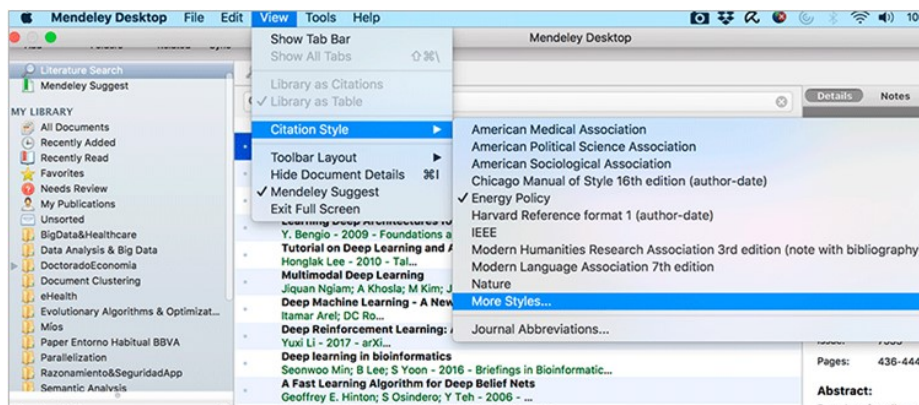 Mendeley Desktop File Edit View Tools Help 10
Mendeley Desktop
Literature Search
Mendeley Suggest
MY LIBRARY
All Documents
Recently Added
Recently Read
Favorites
Needs Review
My Publications
Unsorted
BigData&Healthcare
Data Analysis & Big Data
DoctoradoEconomia
Document Clustering
eHealth
Evolutionary Algorithms & Optimizat...
Míos
Paper Entorno Habitual BBVA
Parallelization
Razonamiento&SeguridadApp
Semantic Analysis
Show Tab Bar
Show All Tabs ⇧⌘\
Library as Citations
✓ Library as Table
Citation Style
Toolbar Layout
Hide Document Details ⌘I
✓ Mendeley Suggest
Exit Full Screen
American Medical Association
American Political Science Association
American Sociological Association
Chicago Manual of Style 16th edition (author-date)
✓ Energy Policy
Harvard Reference format 1 (author-date)
IEEE
Modern Humanities Research Association 3rd edition (note with bibliography
Modern Language Association 7th edition
Nature
More Styles...
Journal Abbreviations...
Learning Deep Architectures fo
Y. Bengio - 2009 - Foundations a
Tutorial on Deep Learning and A
Honglak Lee - 2010 - Tal...
Multimodal Deep Learning
Jiquan Ngiam; A Khosla; M Kim; J
Deep Machine Learning - A New
Itamar Arel; DC Ro...
Deep Reinforcement Learning:
Yuxi Li - 2017 - arXi...
Deep learning in bioinformatics
Seonwoo Min; B Lee; S Yoon - 2016 - Briefings in Bioinformatic...
A Fast Learning Algorithm for Deep Belief Nets
Geoffrey E. Hinton; S Osindero; Y Teh - 2006 - ...
Details Notes
Pages: 436-444
Abstract: